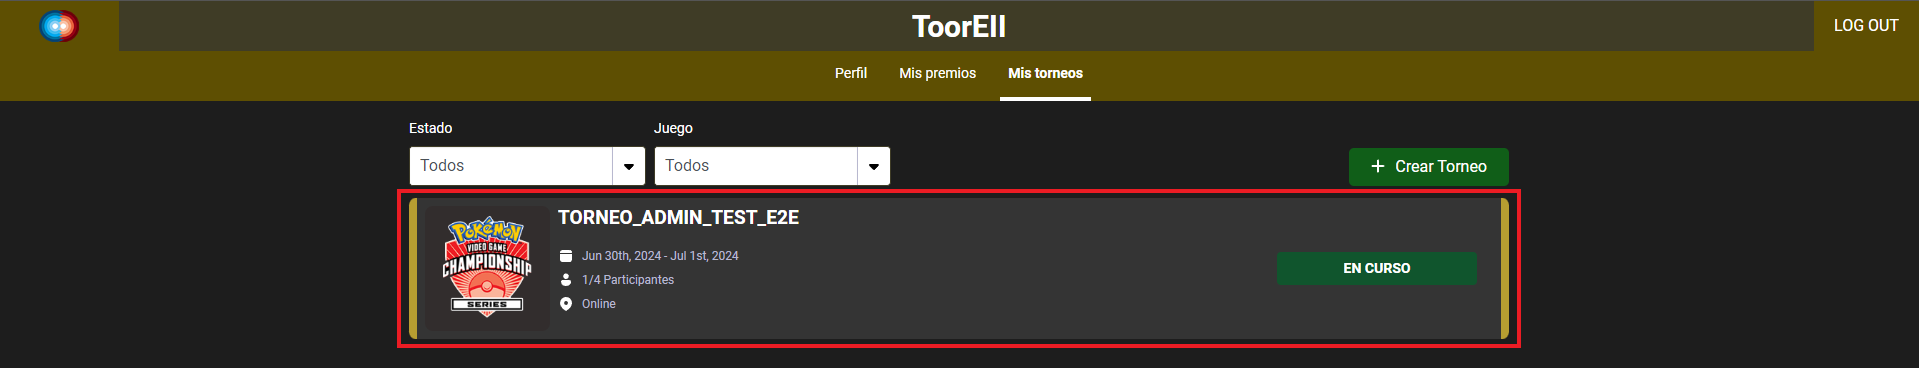 ToorEll
LOG OUT
Perfil
Mis premios
Mis torneos
Estado
Juego
Todos
Todos
Crear Torneo
Pokémon
VIDEO GAME
CHAMPIONSHIP
SERIES
TORNEO_ADMIN_TEST_E2E
Jun 30th, 2024 - Jul 1st, 2024
1/4 Participantes
Online
EN CURSO